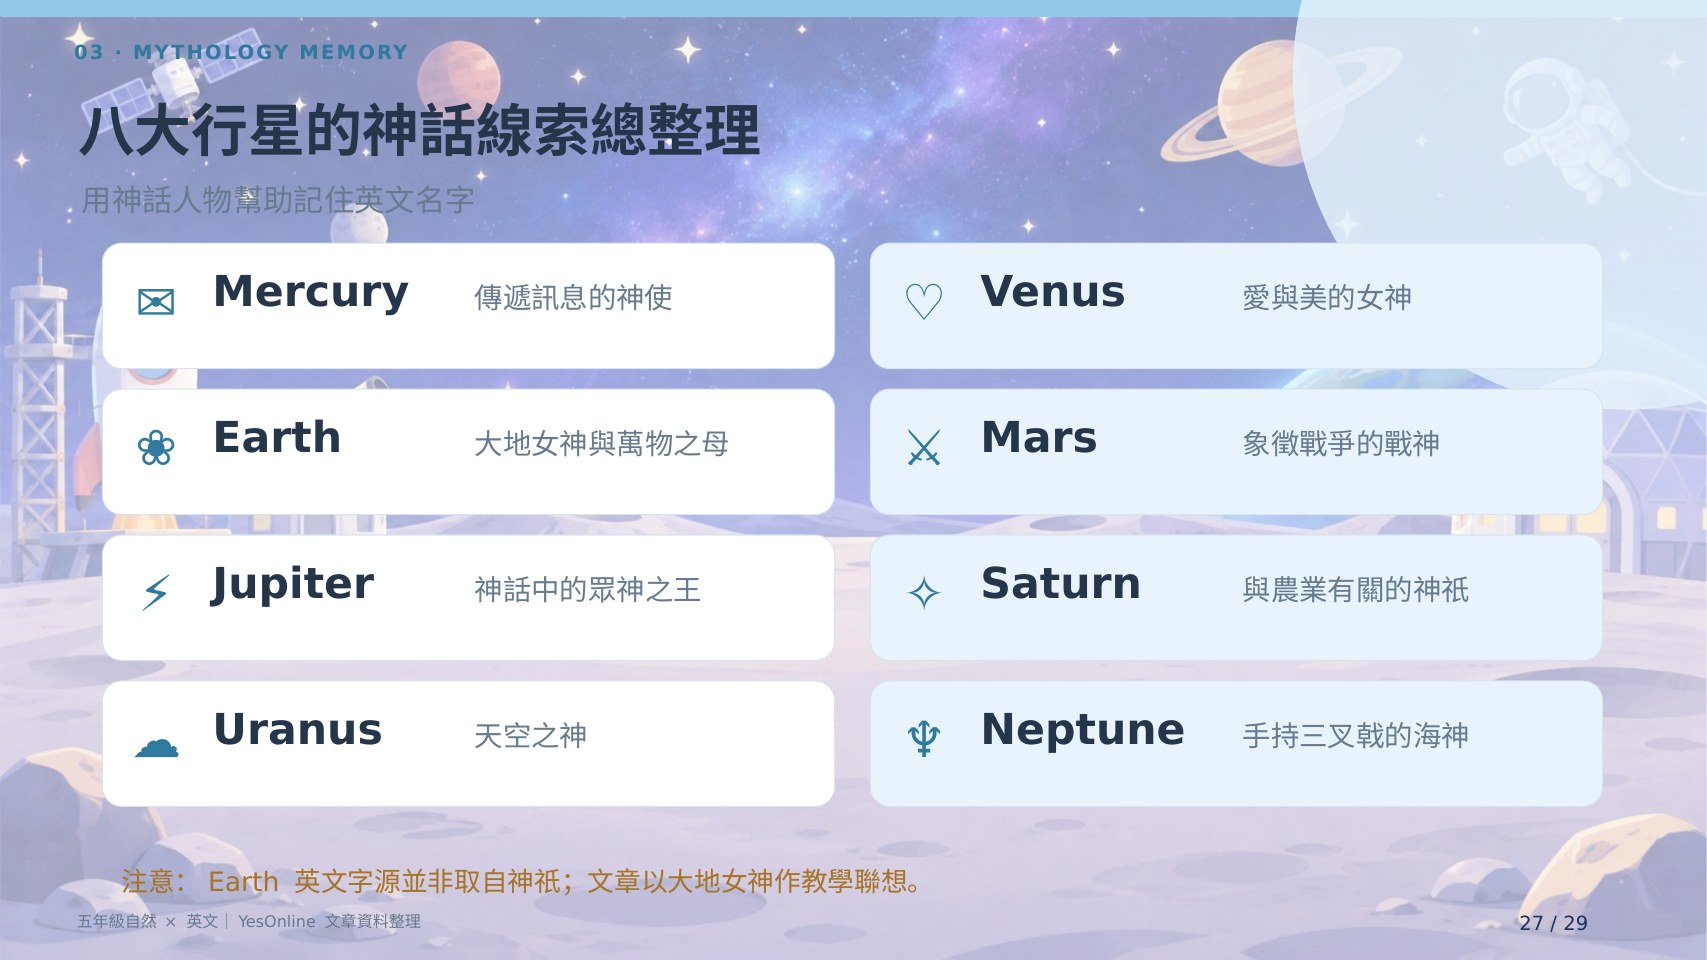 03 · MYTHOLOGY MEMORY
八大行星的神話線索總整理
用神話人物幫助記住英文名字
✉ Mercury 傳遞訊息的神使
♡ Venus 愛與美的女神
❀ Earth 大地女神與萬物之母
⚔ Mars 象徵戰爭的戰神
⚡ Jupiter 神話中的眾神之王
✧ Saturn 與農業有關的神祇
☁ Uranus 天空之神
♆ Neptune 手持三叉戟的海神
注意： Earth 英文字源並非取自神祇；文章以大地女神作教學聯想。
五年級自然 × 英文｜YesOnline 文章資料整理
27 / 29